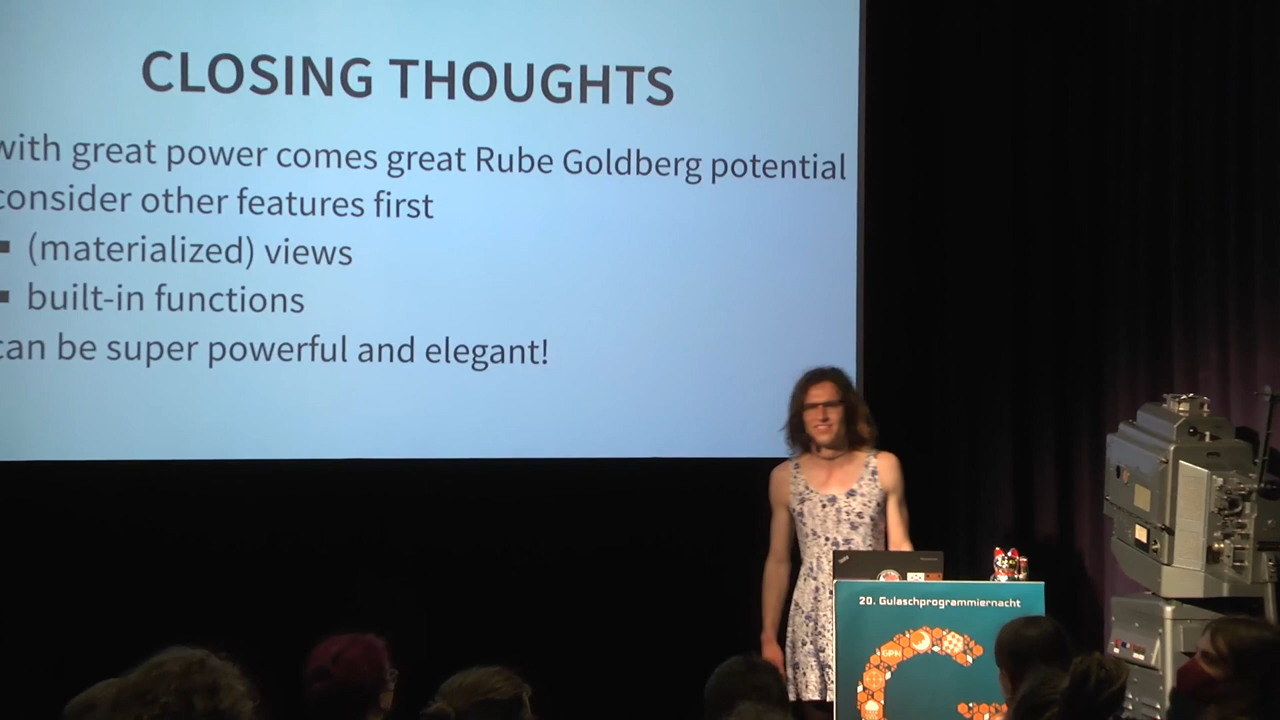 CLOSING THOUGHTS
with great power comes great Rube Goldberg potential
consider other features first
(materialized) views
built-in functions
can be super powerful and elegant!
20. Gulaschprogrammiernacht
GPN